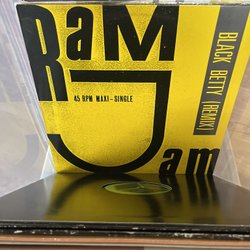 RaM
Jam
45 RPM MAXI-SINGLE
BLACK BETTY (REMIX)